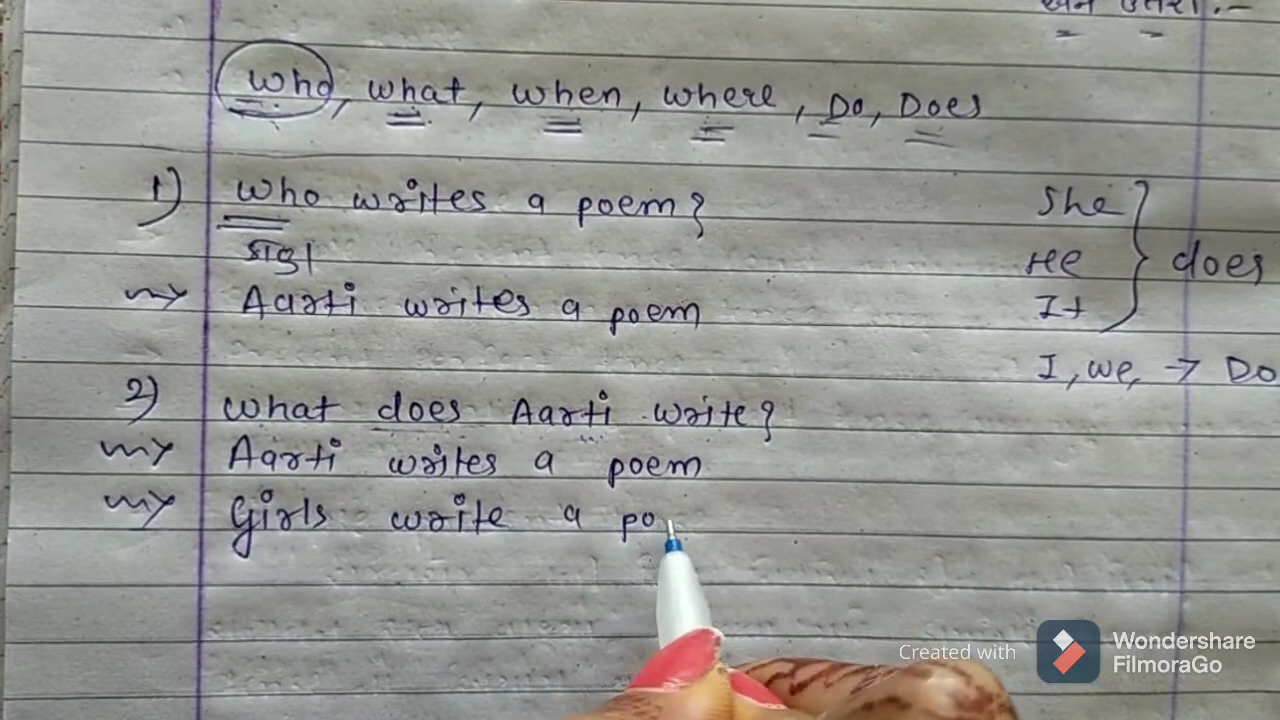 who, what, when, where, Do, Does
1) who writes a poem?
She
He
It
does
Aarti writes a poem
I, we, → Do
2) what does Aarti write?
Aarti writes a poem
Girls write a po
Created with
Wondershare
FilmoraGo